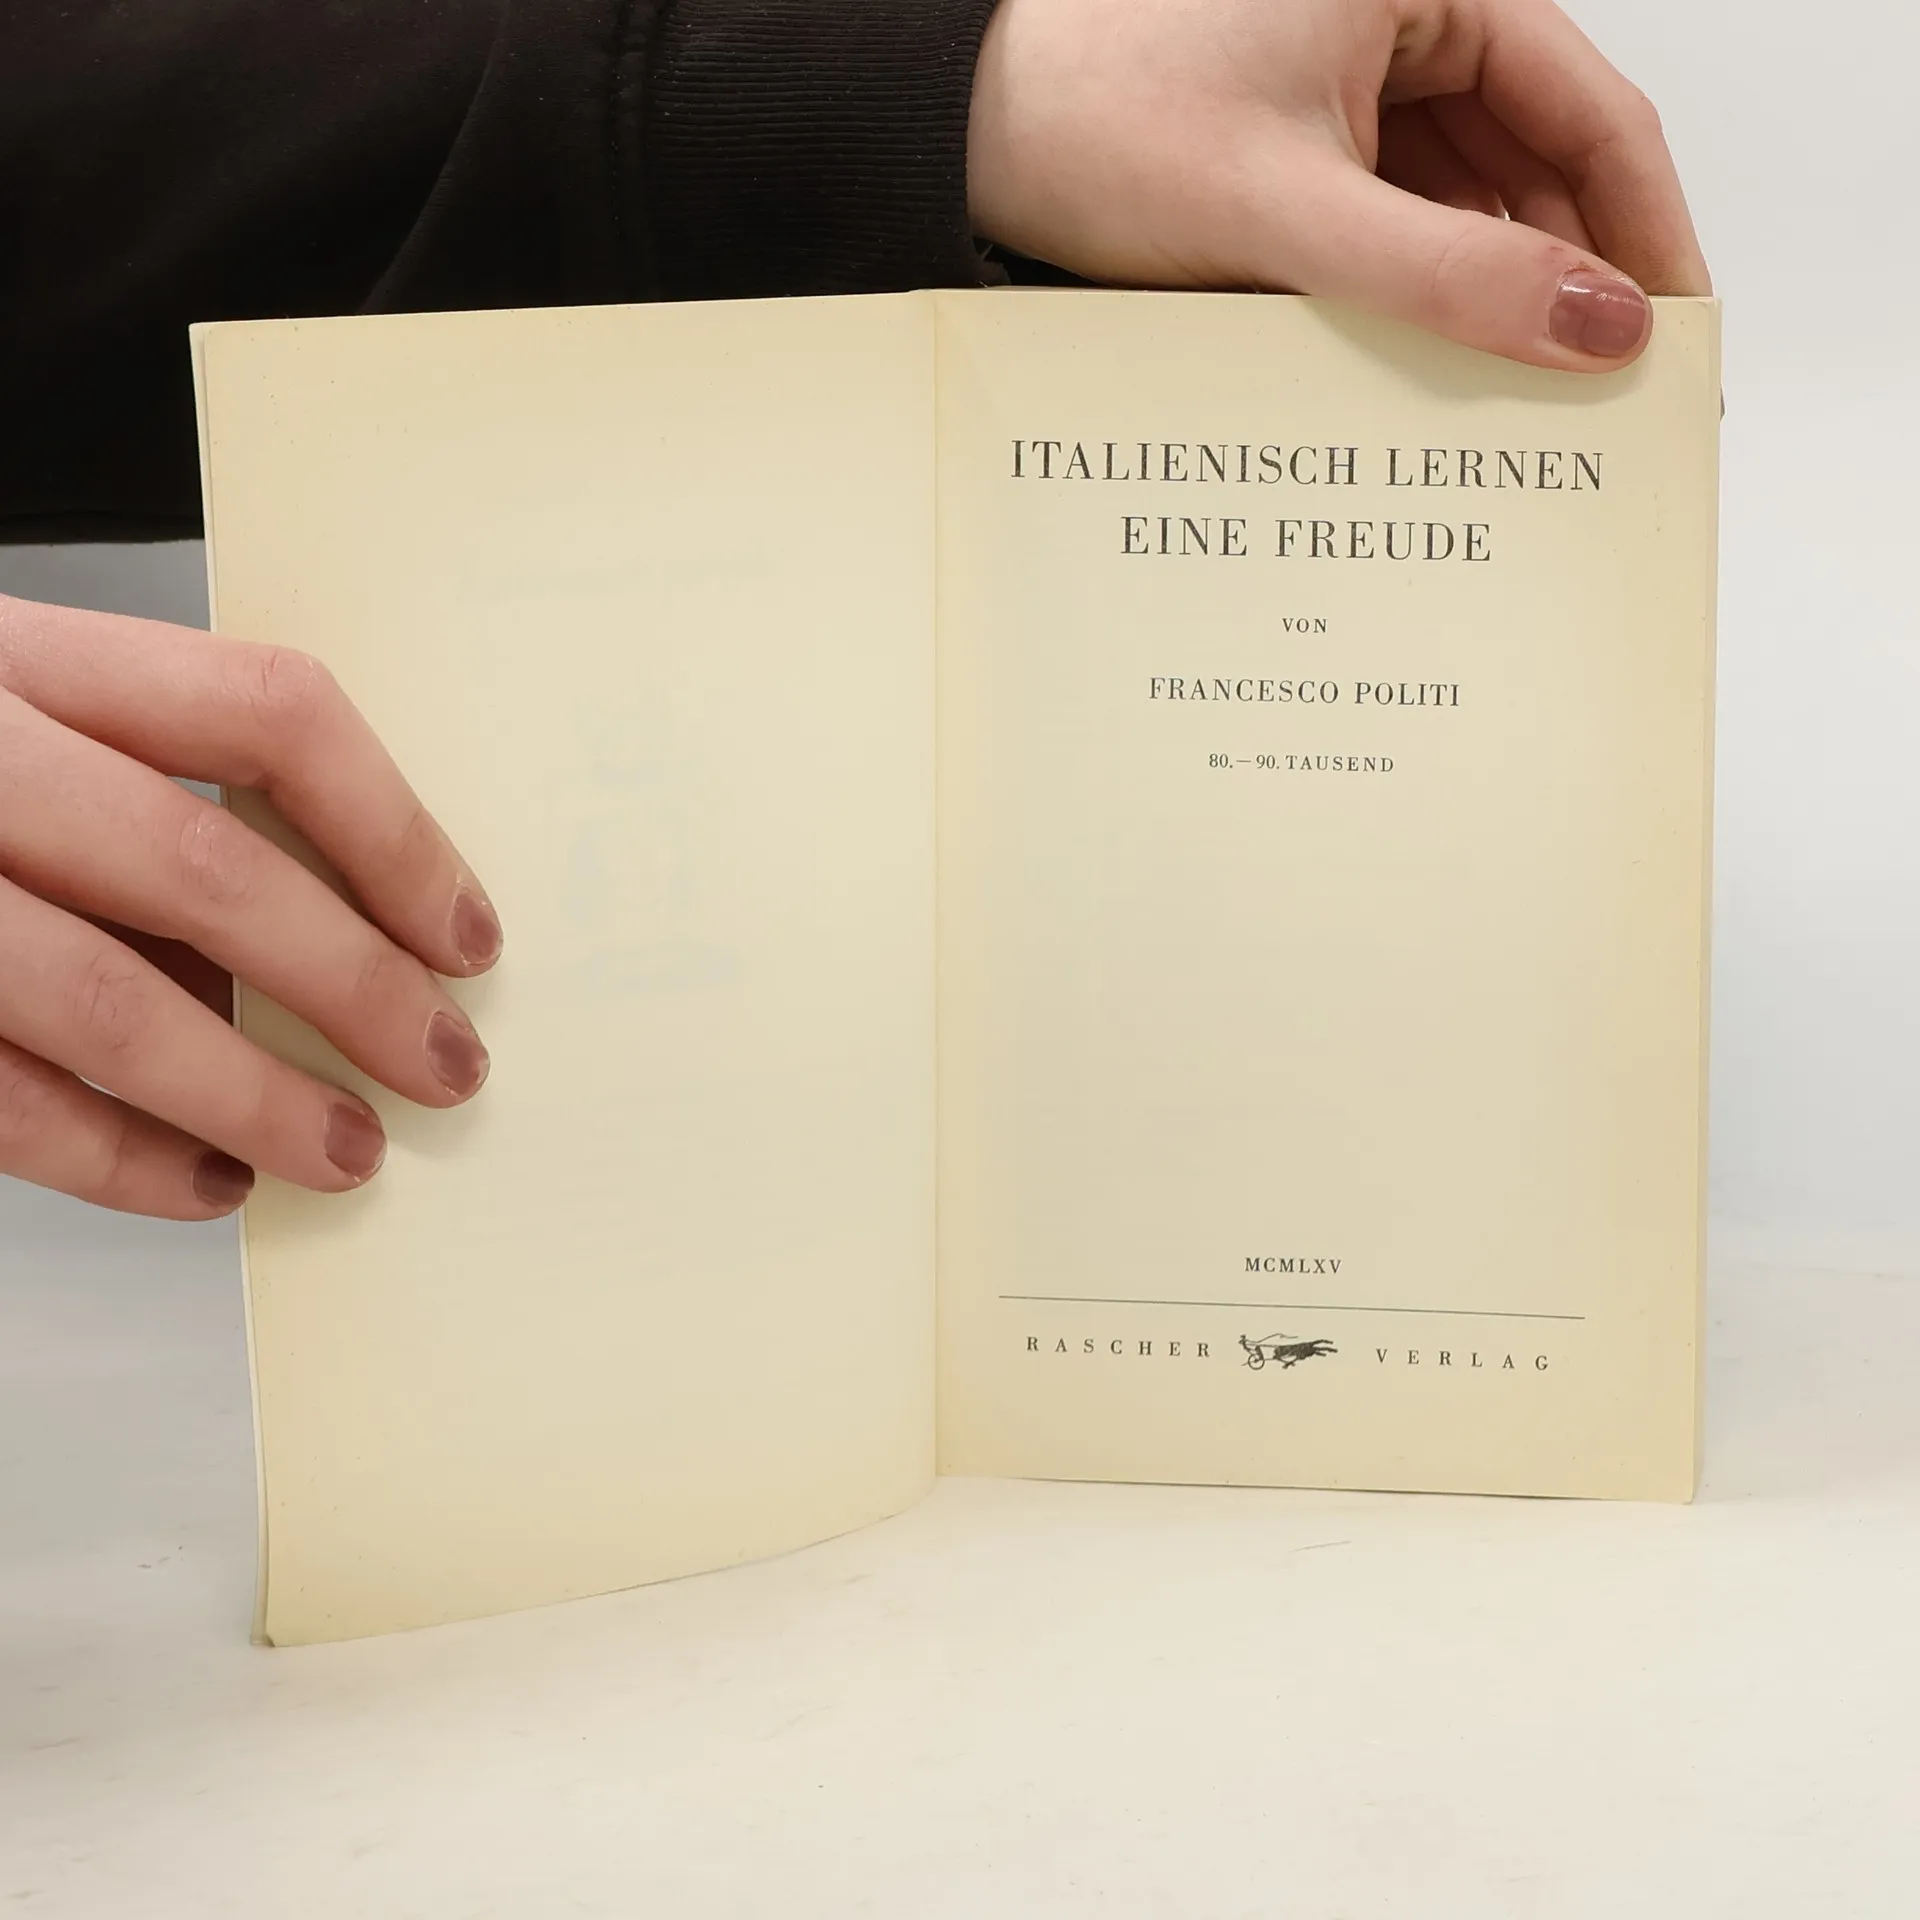 ITALIENISCH LERNEN
EINE FREUDE
VON
FRANCESCO POLITI
80.—90. TAUSEND
MCMLXV
RASCHER VERLAG